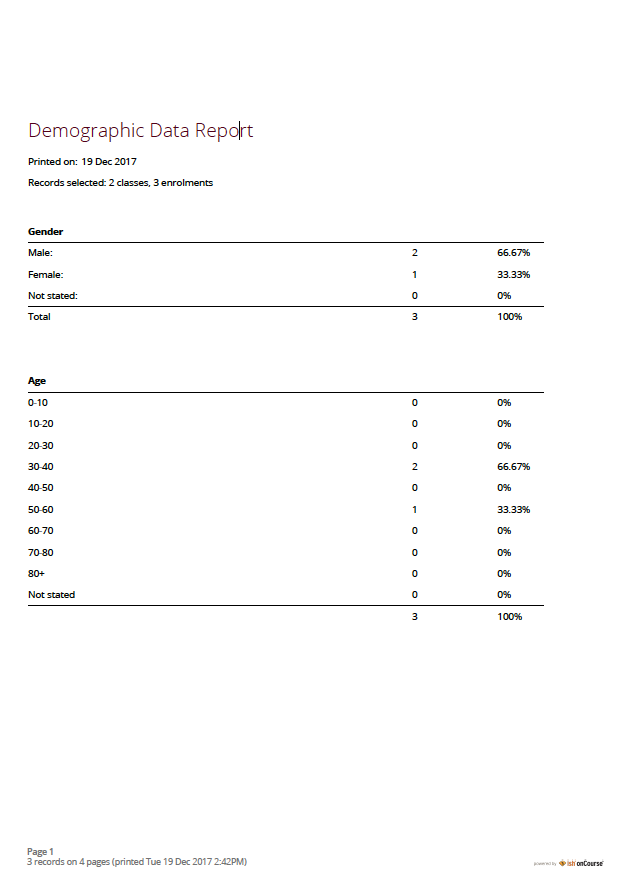 Demographic Data Report
Printed on: 19 Dec 2017
Records selected: 2 classes, 3 enrolments
Gender
Male: 2 66.67%
Female: 1 33.33%
Not stated: 0 0%
Total 3 100%
Age
0-10 0 0%
10-20 0 0%
20-30 0 0%
30-40 2 66.67%
40-50 0 0%
50-60 1 33.33%
60-70 0 0%
70-80 0 0%
80+ 0 0%
Not stated 0 0%
3 100%
Page 1
3 records on 4 pages (printed Tue 19 Dec 2017 2:42PM)
powered by ish onCourse